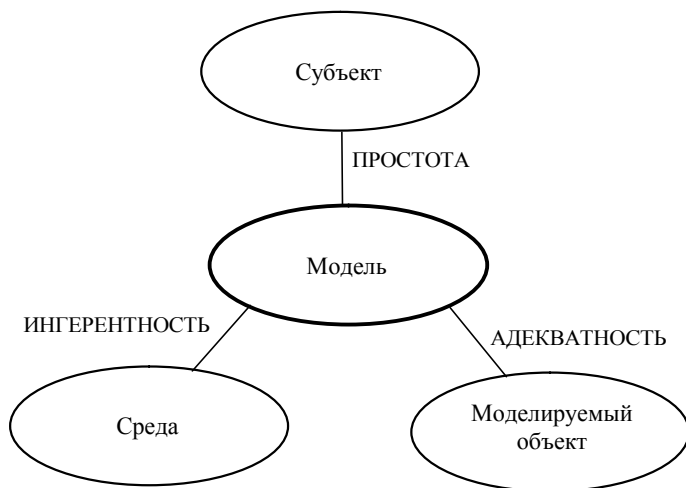 Субъект
ПРОСТОТА
Модель
ИНГЕРЕНТНОСТЬ
АДЕКВАТНОСТЬ
Среда
Моделируемый
объект